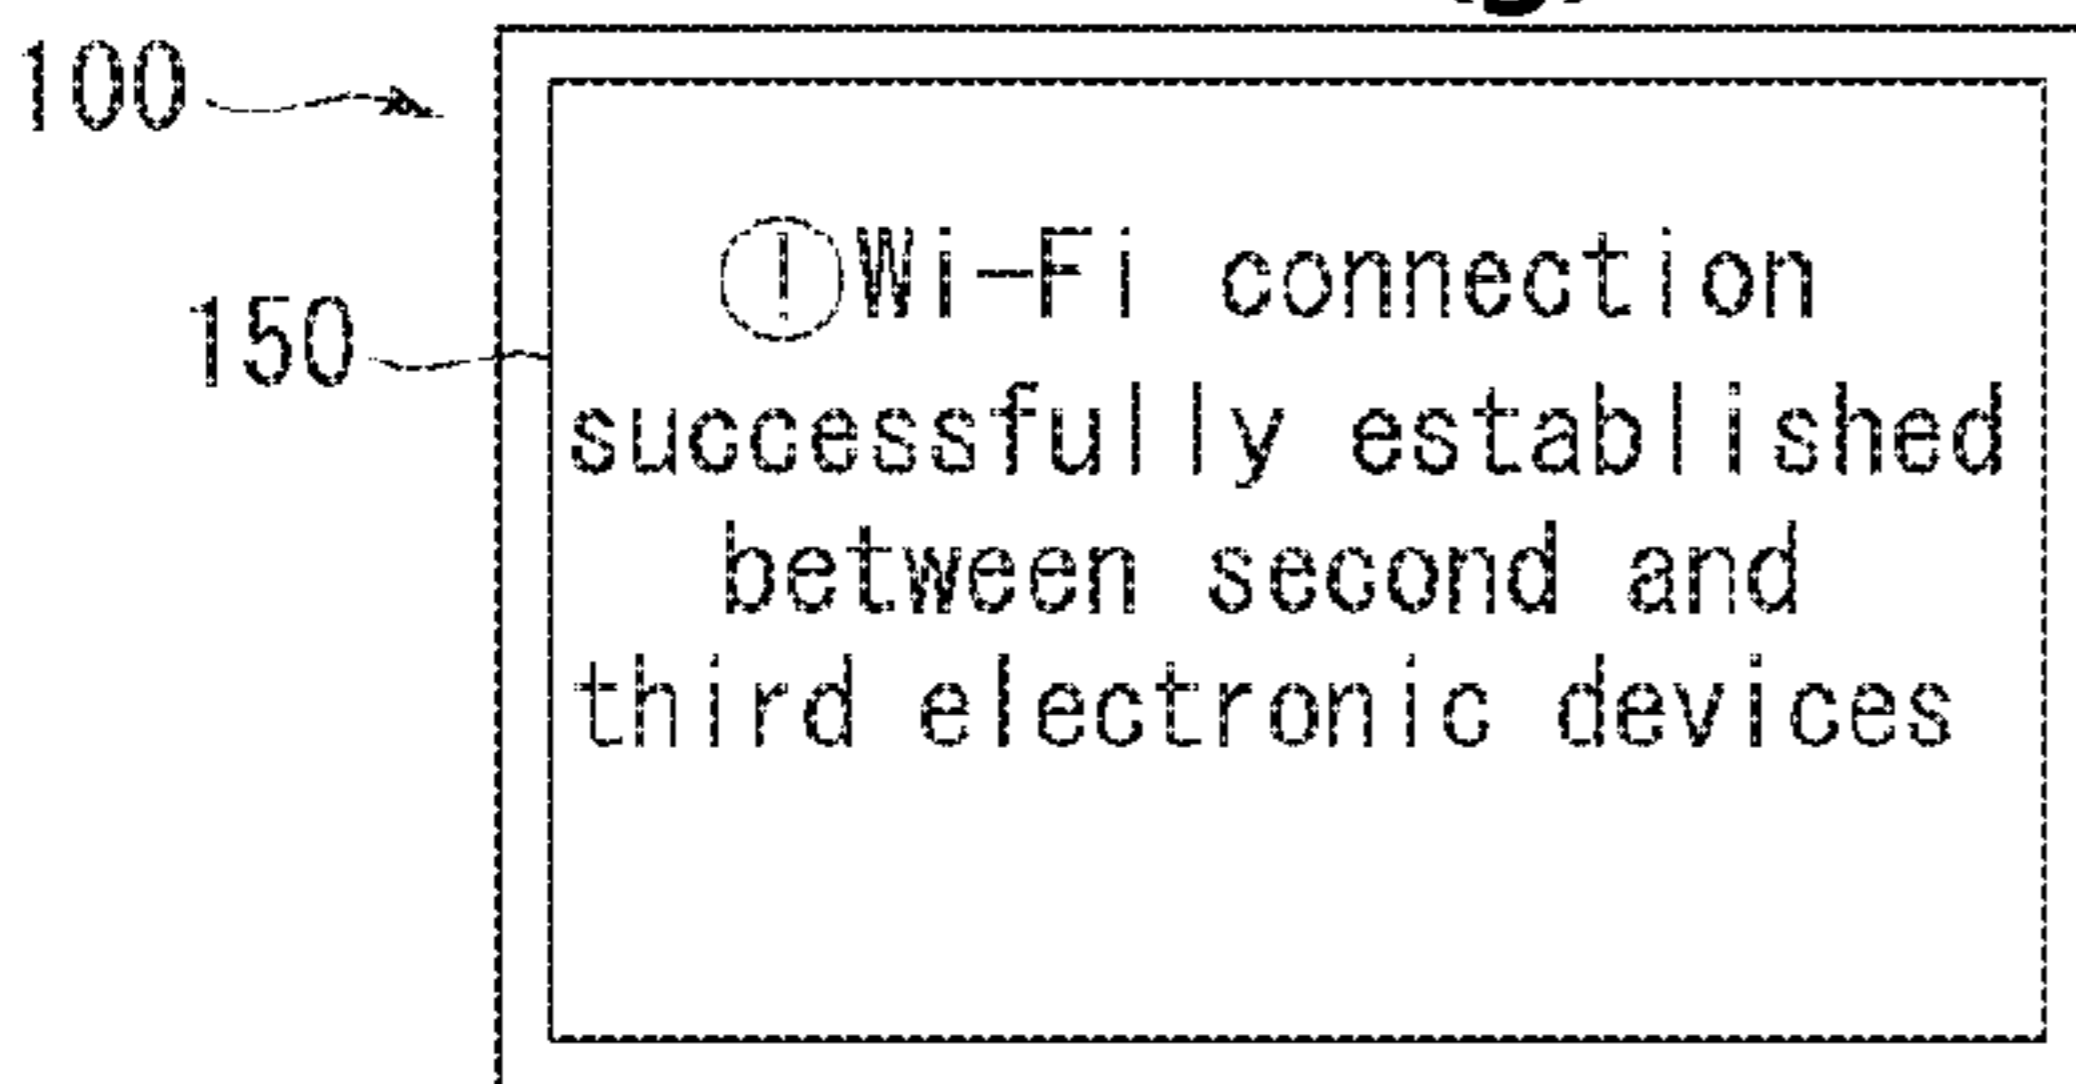 100
150
! Wi-Fi connection
successfully established
between second and
third electronic devices